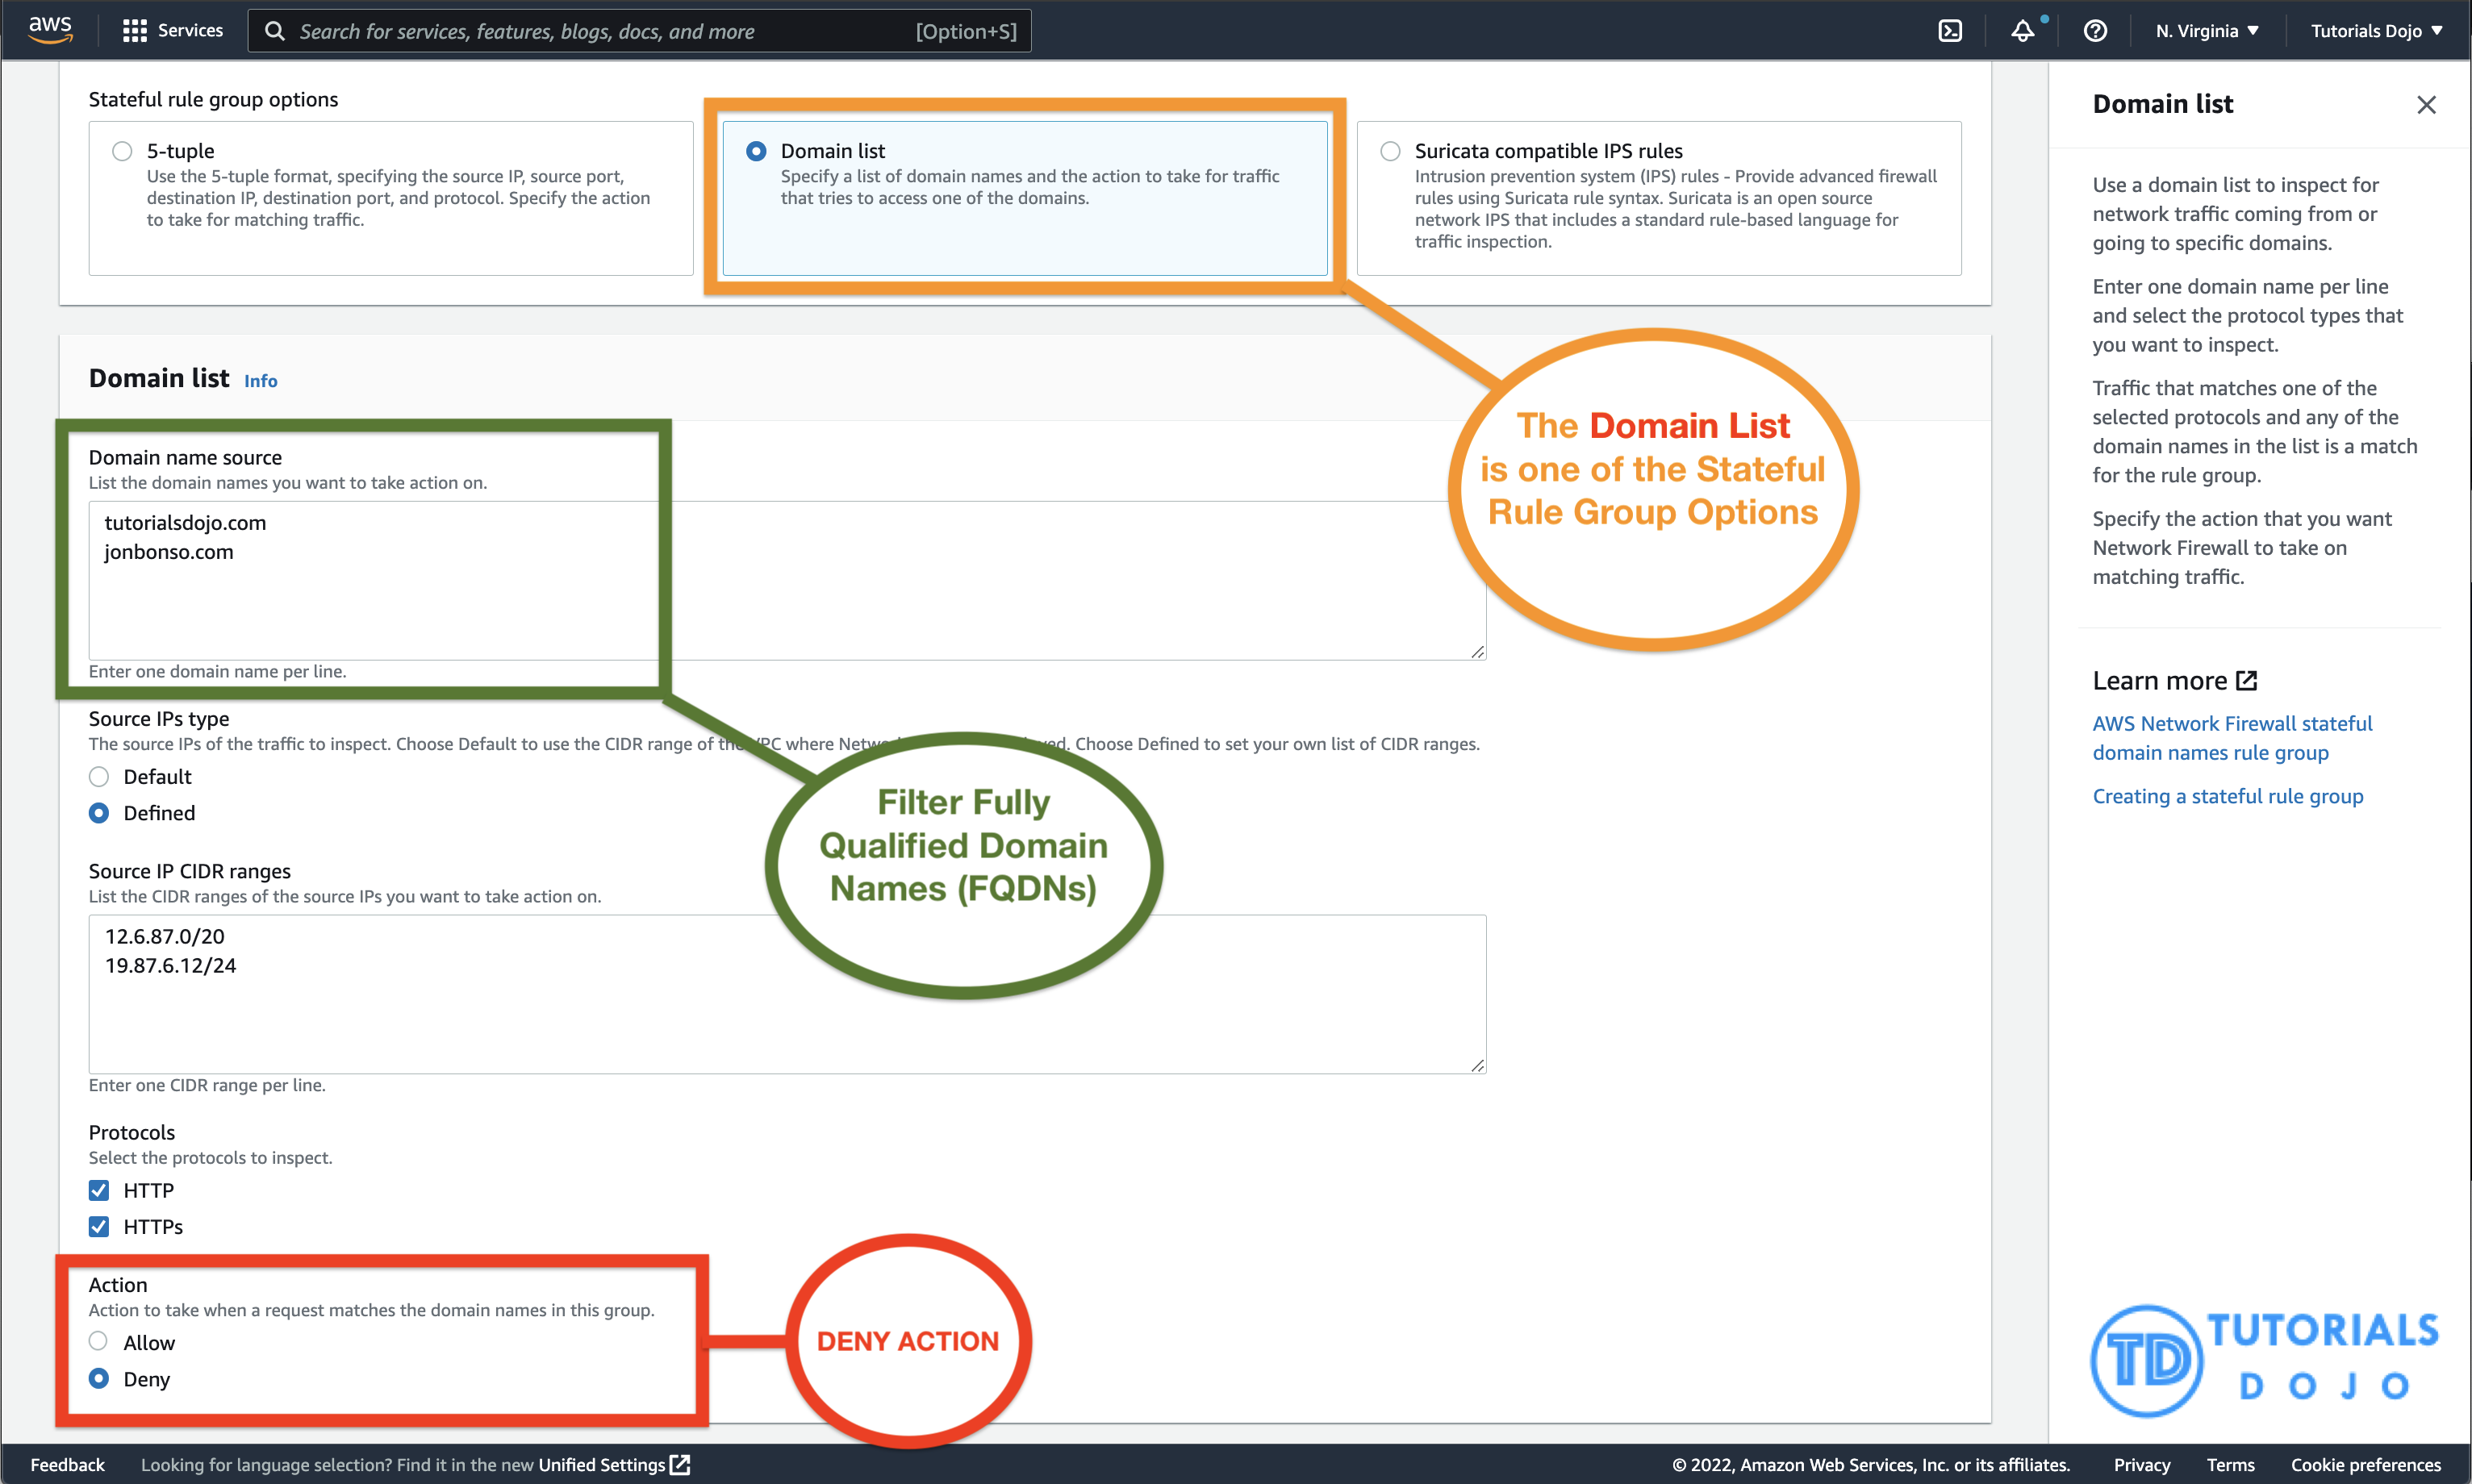 aws
Services
Search for services, features, blogs, docs, and more
[Option+S]
N. Virginia
Tutorials Dojo
Stateful rule group options
5-tuple
Use the 5-tuple format, specifying the source IP, source port,
destination IP, destination port, and protocol. Specify the action
to take for matching traffic.
Domain list
Specify a list of domain names and the action to take for traffic
that tries to access one of the domains.
Suricata compatible IPS rules
Intrusion prevention system (IPS) rules - Provide advanced firewall
rules using Suricata rule syntax. Suricata is an open source
network IPS that includes a standard rule-based language for
traffic inspection.
The Domain List
is one of the Stateful
Rule Group Options
Domain list Info
Domain name source
List the domain names you want to take action on.
tutorialsdojo.com
jonbonso.com
Enter one domain name per line.
Source IPs type
The source IPs of the traffic to inspect. Choose Default to use the CIDR range of the VPC where Choose Defined to set your own list of CIDR ranges.
Default
Defined
Filter Fully
Qualified Domain
Names (FQDNs)
Source IP CIDR ranges
List the CIDR ranges of the source IPs you want to take action on.
12.6.87.0/20
19.87.6.12/24
Enter one CIDR range per line.
Protocols
Select the protocols to inspect.
HTTP
HTTPs
Action
Action to take when a request matches the domain names in this group.
Allow
Deny
DENY ACTION
Domain list
Use a domain list to inspect for
network traffic coming from or
going to specific domains.
Enter one domain name per line
and select the protocol types that
you want to inspect.
Traffic that matches one of the
selected protocols and any of the
domain names in the list is a match
for the rule group.
Specify the action that you want
Network Firewall to take on
matching traffic.
Learn more
AWS Network Firewall stateful
domain names rule group
Creating a stateful rule group
TD
TUTORIALS
DOJO
Feedback
Looking for language selection? Find it in the new Unified Settings
© 2022, Amazon Web Services, Inc. or its affiliates.
Privacy
Terms
Cookie preferences